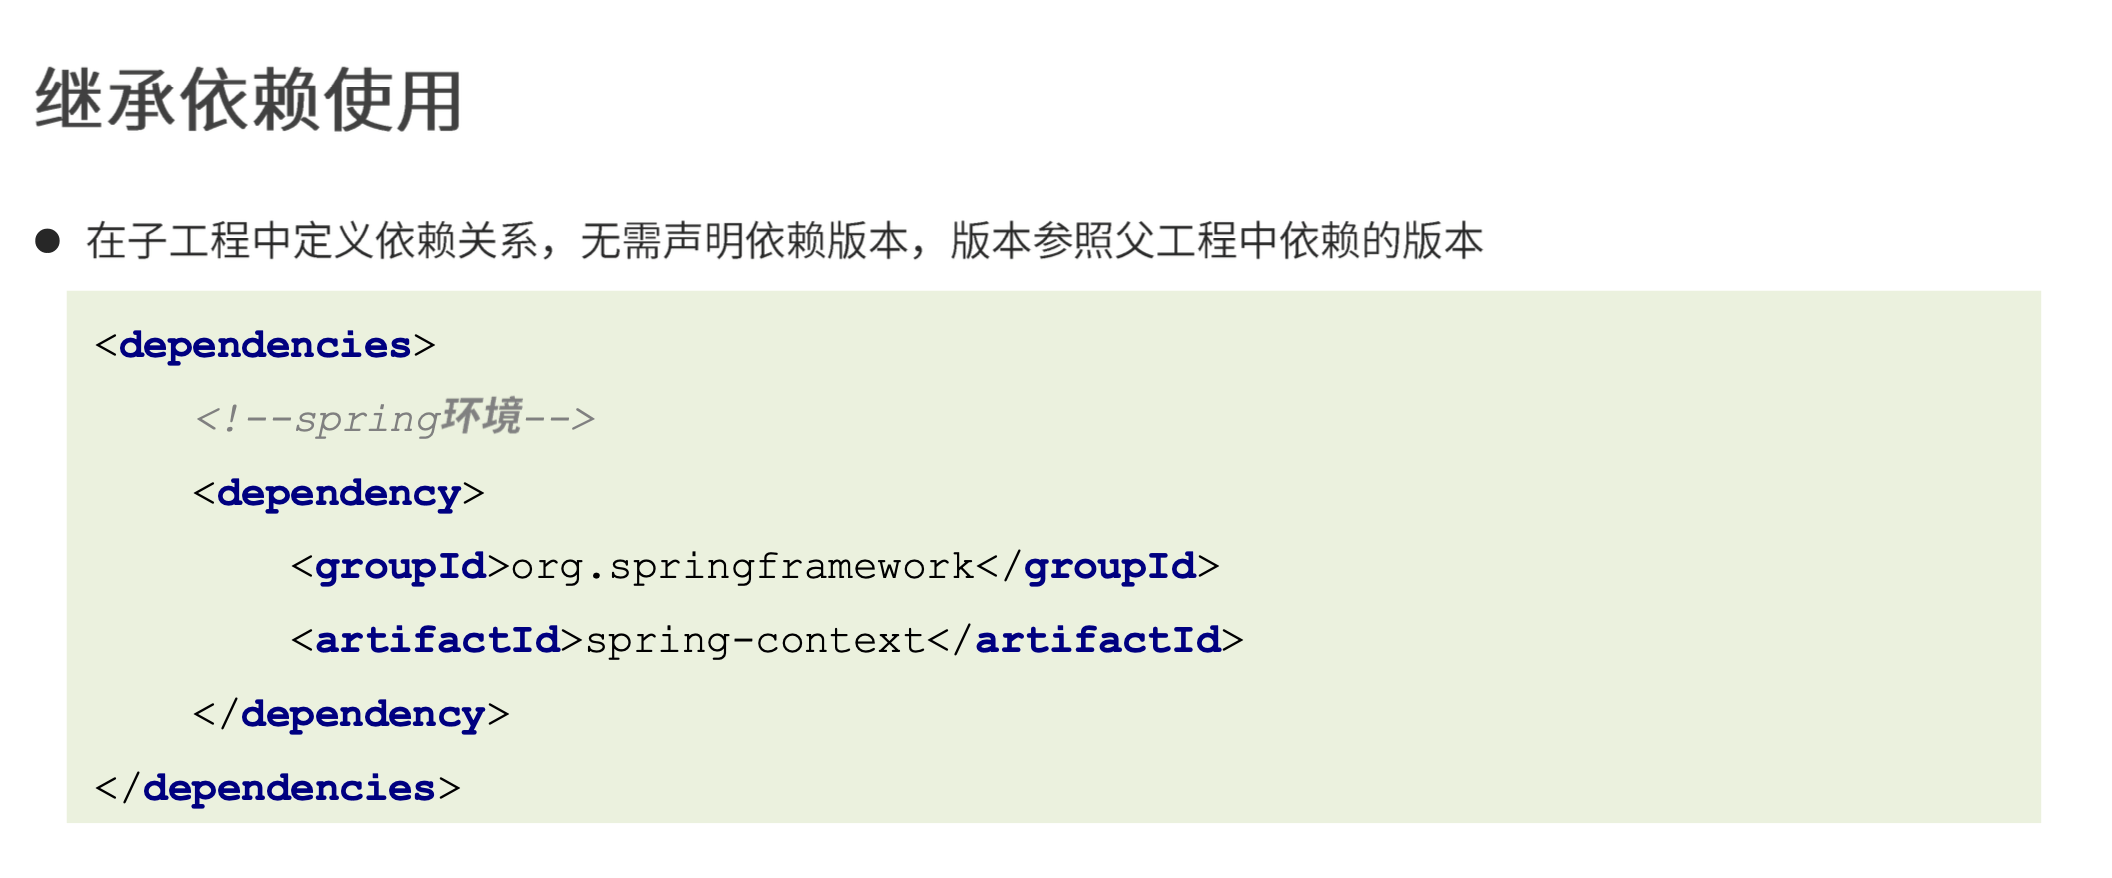 继承依赖使用
● 在子工程中定义依赖关系，无需声明依赖版本，版本参照父工程中依赖的版本
<dependencies>
    <!--spring环境-->
    <dependency>
        <groupId>org.springframework</groupId>
        <artifactId>spring-context</artifactId>
    </dependency>
</dependencies>